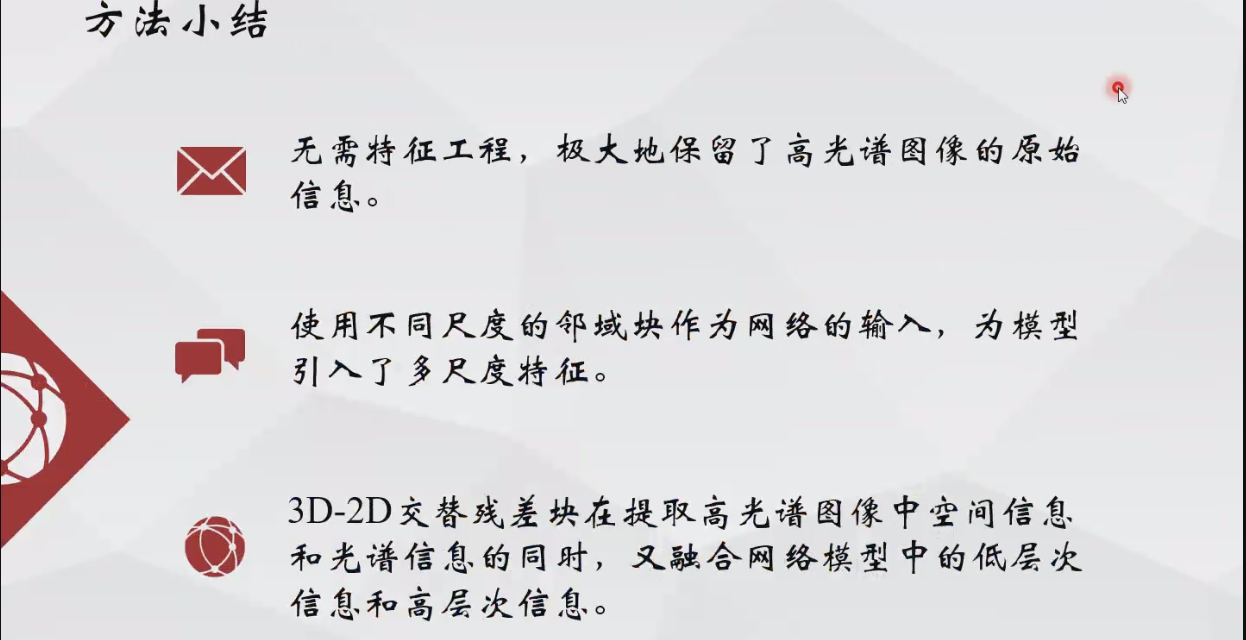 方法小结
无需特征工程，极大地保留了高光谱图像的原始
信息。
使用不同尺度的邻域块作为网络的输入，为模型
引入了多尺度特征。
3D-2D交替残差块在提取高光谱图像中空间信息
和光谱信息的同时，又融合网络模型中的低层次
信息和高层次信息。